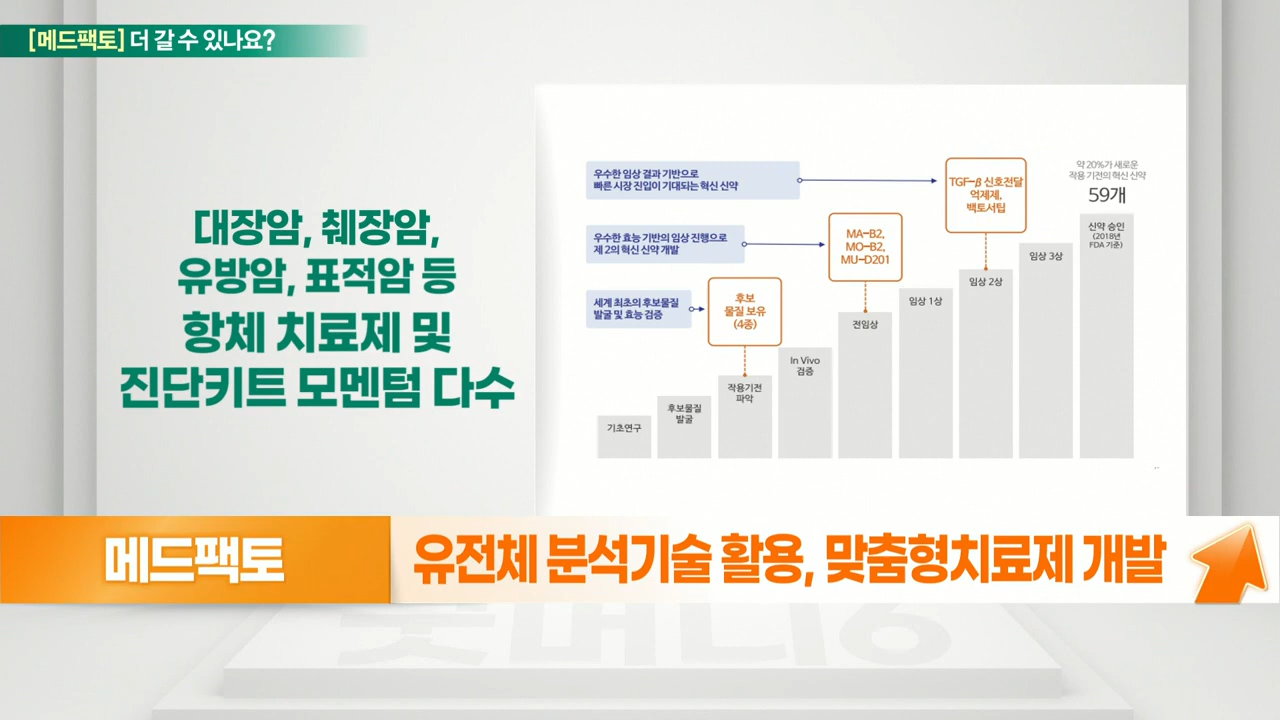 [메드팩토] 더 갈 수 있나요?
대장암, 췌장암,
유방암, 표적암 등
항체 치료제 및
진단키트 모멘텀 다수
우수한 임상 결과 기반으로
빠른 시장 진입이 기대되는 혁신 신약
우수한 효능 기반의 임상 진행으로
제 2의 혁신 신약 개발
세계 최초의 후보물질
발굴 및 효능 검증
후보
물질 보유
(4종)
MA-B2,
MO-B2,
MU-D201
TGF-β 신호전달
억제제,
백토서팁
약 20%가 새로운
작용 기전의 혁신 신약
59개
기초연구
후보물질
발굴
작용기전
파악
In Vivo
검증
전임상
임상 1상
임상 2상
임상 3상
신약 승인
(2018년
FDA 기준)
메드팩토
유전체 분석기술 활용, 맞춤형치료제 개발
굿머니6